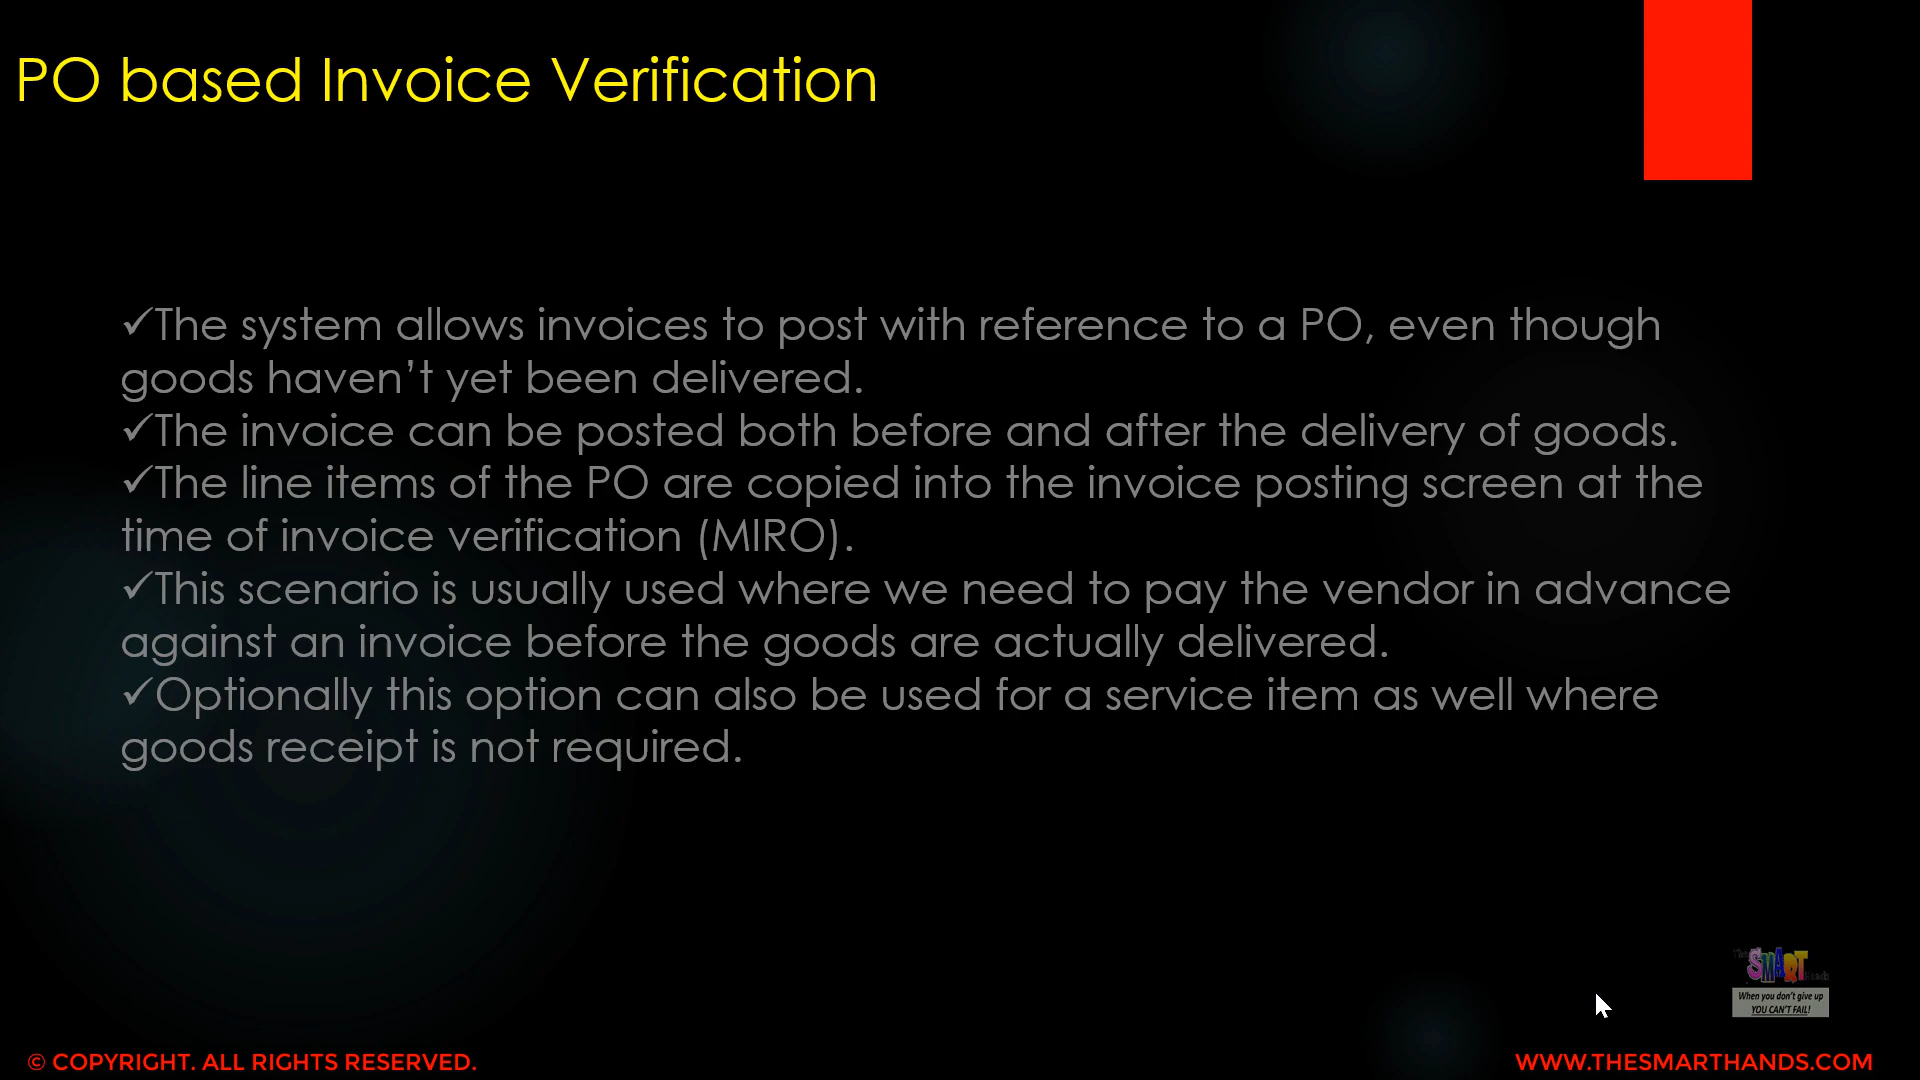 PO based Invoice Verification
✓The system allows invoices to post with reference to a PO, even though
goods haven’t yet been delivered.
✓The invoice can be posted both before and after the delivery of goods.
✓The line items of the PO are copied into the invoice posting screen at the
time of invoice verification (MIRO).
✓This scenario is usually used where we need to pay the vendor in advance
against an invoice before the goods are actually delivered.
✓Optionally this option can also be used for a service item as well where
goods receipt is not required.
The
SMART
Hands
When you don't give up
YOU CAN'T FAIL!
© COPYRIGHT. ALL RIGHTS RESERVED.
WWW.THESMARTHANDS.COM